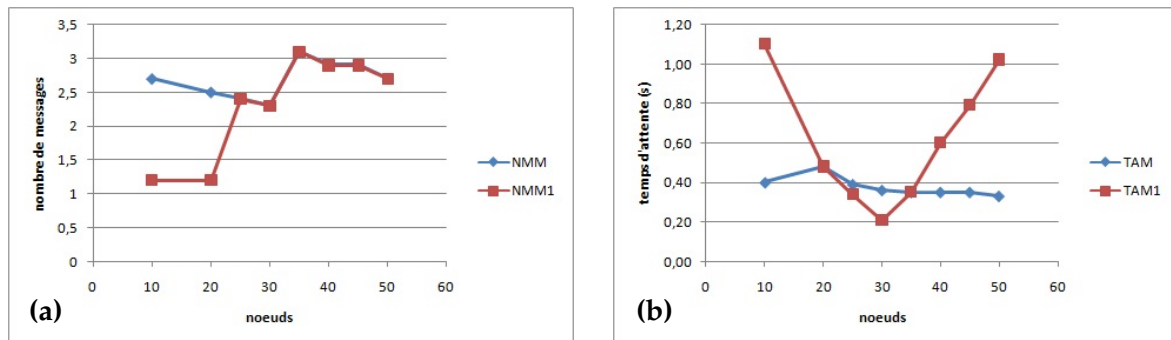 3,5
3
2,5
2
1,5
1
0,5
0
0 10 20 30 40 50 60
nombre de messages
noeuds
NMM
NMM1
(a)
1,20
1,00
0,80
0,60
0,40
0,20
0,00
0 10 20 30 40 50 60
temps d'attente (s)
noeuds
TAM
TAM1
(b)